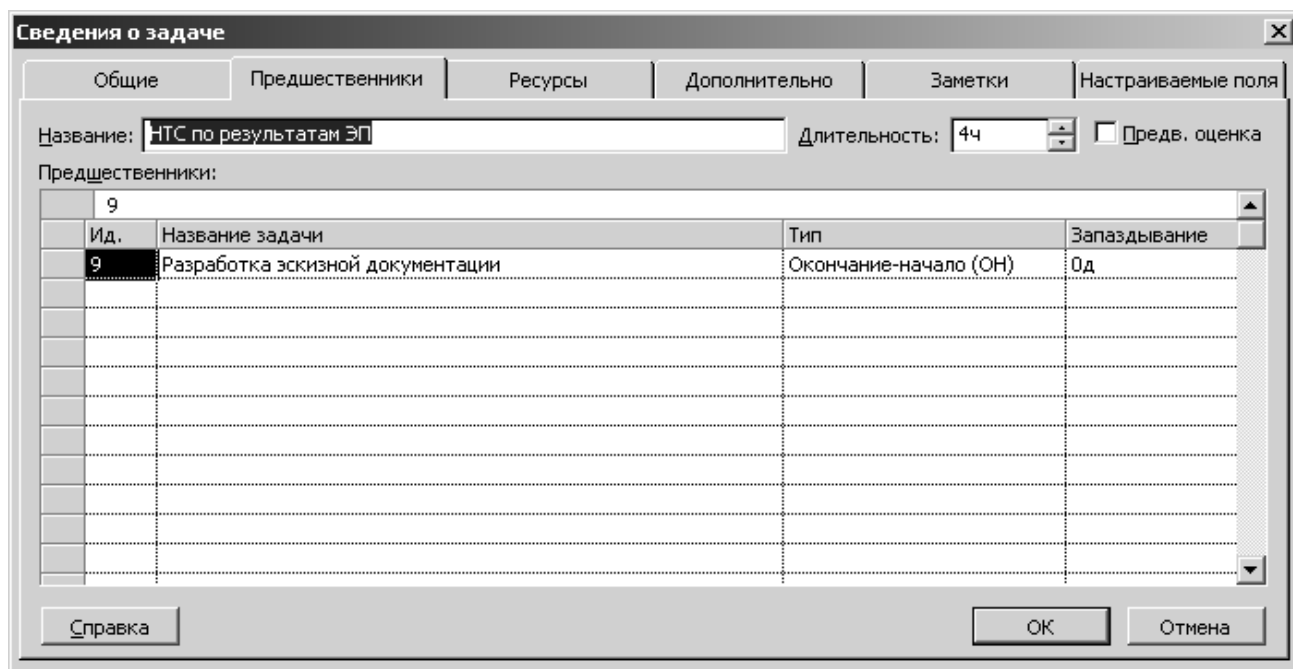 Сведения о задаче
Общие Предшественники Ресурсы Дополнительно Заметки Настраиваемые поля
Название: НТС по результатам ЭП Длительность: 4ч Предв. оценка
Предшественники:
9
Ид. Название задачи Тип Запаздывание
9 Разработка эскизной документации Окончание-начало (ОН) 0д
Справка ОК Отмена